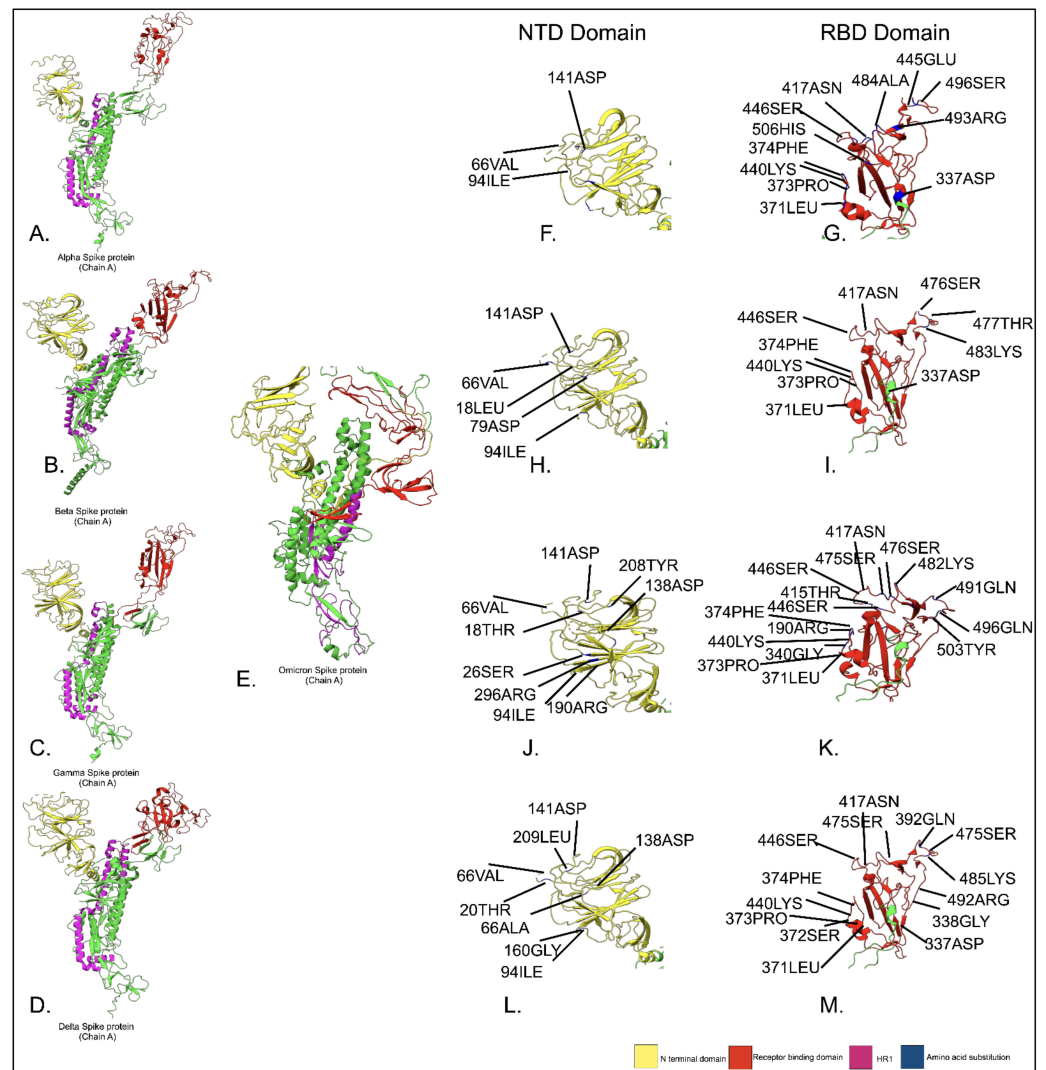 NTD Domain
RBD Domain
A.
Alpha Spike protein
(Chain A)
B.
Beta Spike protein
(Chain A)
C.
Gamma Spike protein
(Chain A)
D.
Delta Spike protein
(Chain A)
E.
Omicron Spike protein
(Chain A)
141ASP
66VAL
94ILE
F.
445GLU
484ALA
496SER
417ASN
446SER
493ARG
506HIS
374PHE
440LYS
373PRO
337ASP
371LEU
G.
141ASP
66VAL
18LEU
79ASP
94ILE
H.
476SER
417ASN
446SER
477THR
374PHE
483LYS
440LYS
373PRO
337ASP
371LEU
I.
141ASP
208TYR
138ASP
66VAL
18THR
26SER
296ARG
94ILE
190ARG
J.
417ASN
476SER
475SER
482LYS
446SER
491GLN
415THR
374PHE
446SER
496GLN
190ARG
503TYR
440LYS
340GLY
373PRO
371LEU
K.
141ASP
209LEU
138ASP
66VAL
20THR
66ALA
160GLY
94ILE
L.
417ASN
392GLN
475SER
475SER
446SER
485LYS
374PHE
492ARG
440LYS
338GLY
373PRO
372SER
337ASP
371LEU
M.
N terminal domain
Receptor binding domain
HR1
Amino acid substitution